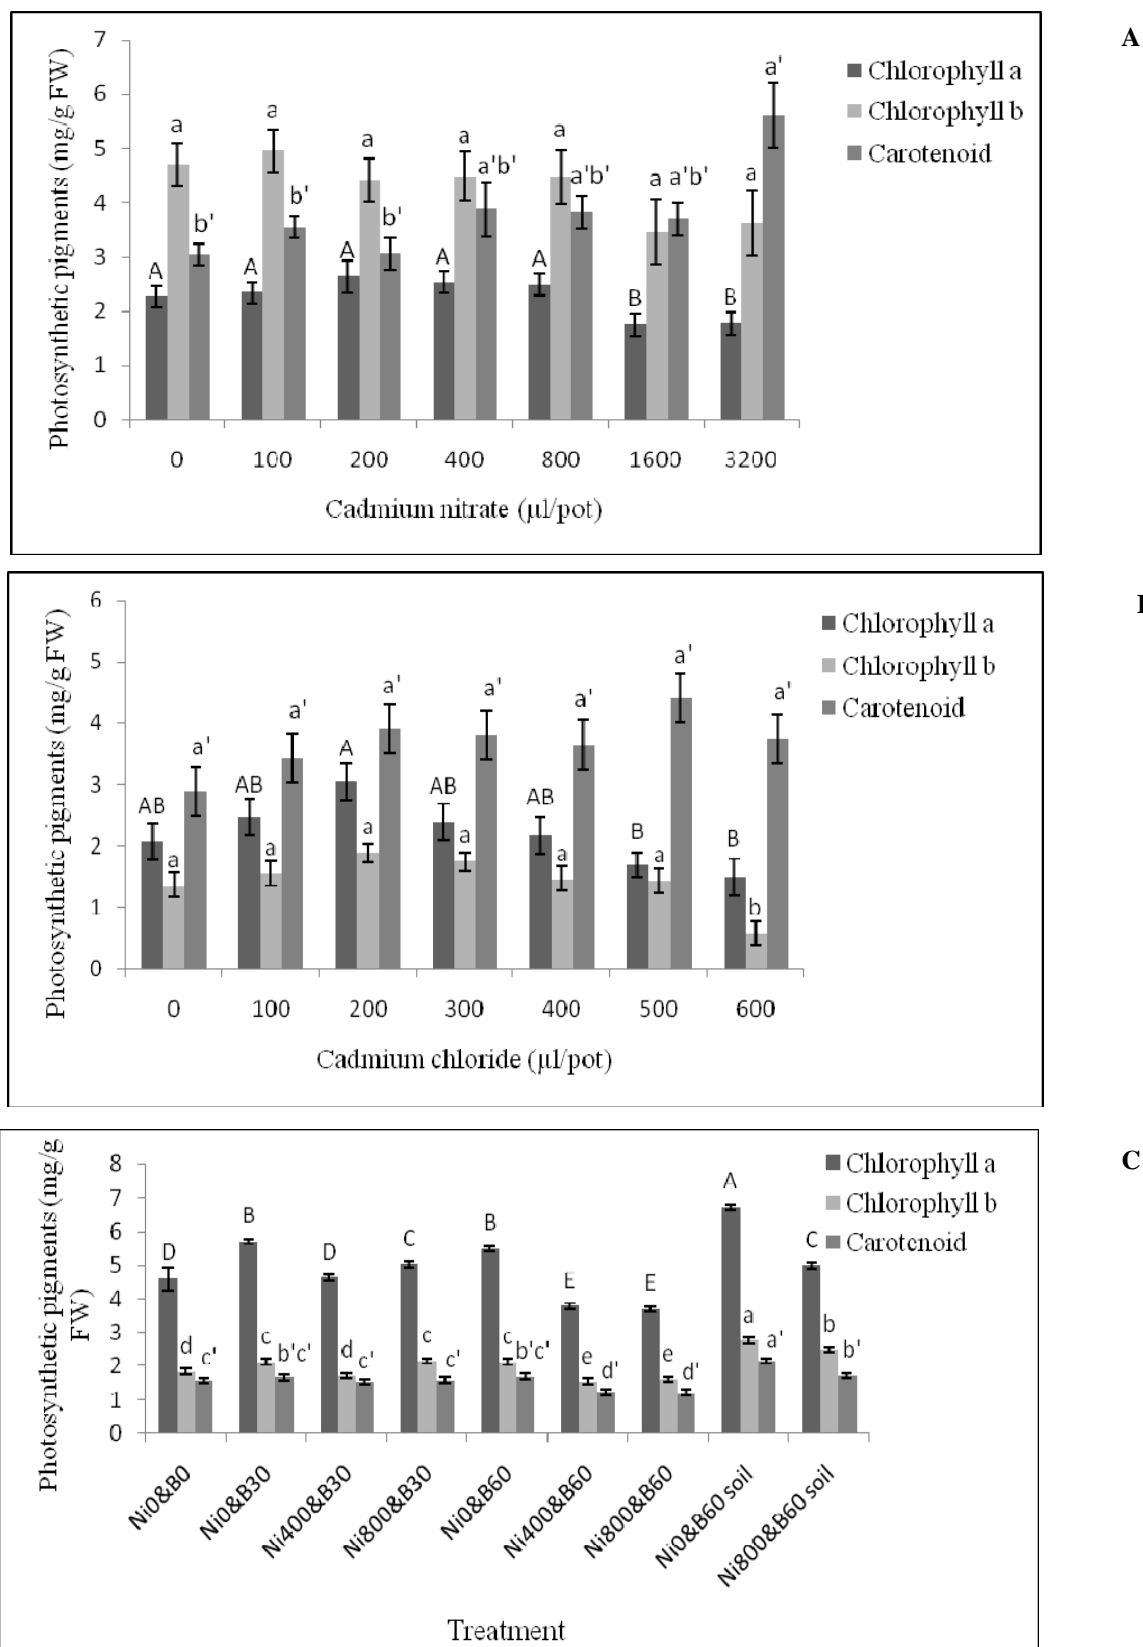 A
7
6
5
4
3
2
1
0
Photosynthetic pigments (mg/g FW)
Chlorophyll a
Chlorophyll b
Carotenoid
A a b'
A a b'
A a b'
A a a'b'
A a a'b'
B a a'b'
B a a'
0 100 200 400 800 1600 3200
Cadmium nitrate (µl/pot)
6
5
4
3
2
1
0
Photosynthetic pigments (mg/g FW)
Chlorophyll a
Chlorophyll b
Carotenoid
AB a a'
AB a a'
A a a'
AB a a'
AB a a'
B a a'
B b a'
0 100 200 300 400 500 600
Cadmium chloride (µl/pot)
C
8
7
6
5
4
3
2
1
0
Photosynthetic pigments (mg/g
FW)
Chlorophyll a
Chlorophyll b
Carotenoid
D d c'
B c b'c'
D d c'
C c c'
B c b'c'
E e d'
E e d'
A a a'
C b b'
Ni0&B0
Ni0&B30
Ni400&B30
Ni800&B30
Ni0&B60
Ni400&B60
Ni800&B60
Ni0&B60 soil
Ni800&B60 soil
Treatment